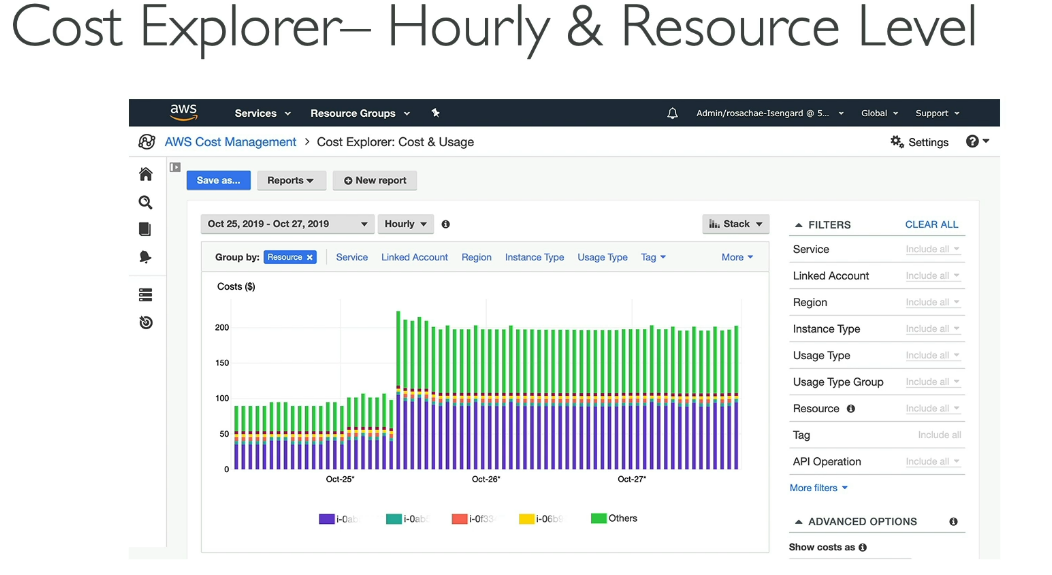 Cost Explorer– Hourly & Resource Level
aws Services Resource Groups Admin/rosachae-Isengard @ S... Global Support
AWS Cost Management > Cost Explorer: Cost & Usage Settings
Save as... Reports New report
Oct 25, 2019 - Oct 27, 2019 Hourly Stack
Group by: Resource × Service Linked Account Region Instance Type Usage Type Tag More
Costs ($)
200
150
100
50
0
Oct-25* Oct-26* Oct-27*
i-0ab i-0ab i-0f33 i-06b9 Others
FILTERS CLEAR ALL
Service Include all
Linked Account Include all
Region Include all
Instance Type Include all
Usage Type Include all
Usage Type Group Include all
Resource Include all
Tag Include all
API Operation Include all
More filters
ADVANCED OPTIONS
Show costs as